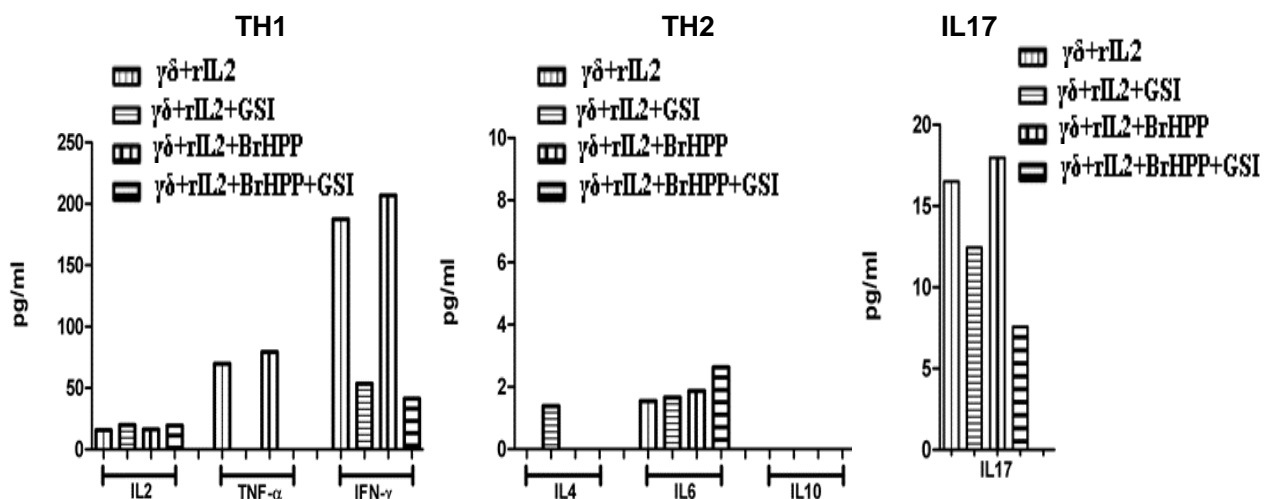 TH1
γδ+rIL2
γδ+rIL2+GSI
γδ+rIL2+BrHPP
γδ+rIL2+BrHPP+GSI
250
200
150
100
50
0
pg/ml
IL2
TNF-α
IFN-γ
TH2
γδ+rIL2
γδ+rIL2+GSI
γδ+rIL2+BrHPP
γδ+rIL2+BrHPP+GSI
10
8
6
4
2
0
pg/ml
IL4
IL6
IL10
IL17
γδ+rIL2
γδ+rIL2+GSI
γδ+rIL2+BrHPP
γδ+rIL2+BrHPP+GSI
20
15
10
5
0
pg/ml
IL17